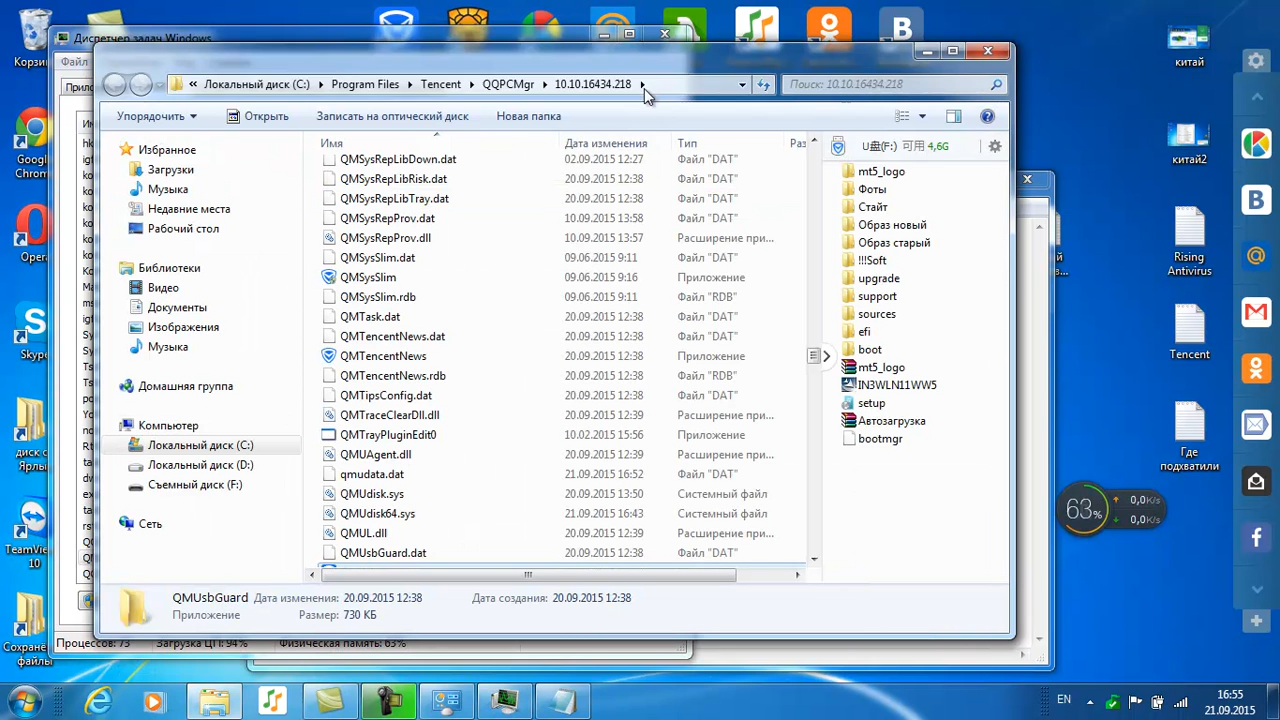 Корзин
Диспетчер задач Windows
Файл
Прило
« Локальный диск (C:) Program Files Tencent QQPCMgr 10.10.16434.218
Поиск: 10.10.16434.218
Упорядочить Открыть Записать на оптический диск Новая папка
Имя Дата изменения Тип Раз
QMSysRepLibDown.dat 02.09.2015 12:27 Файл "DAT"
QMSysRepLibRisk.dat 20.09.2015 12:38 Файл "DAT"
QMSysRepLibTray.dat 20.09.2015 12:38 Файл "DAT"
QMSysRepProv.dat 10.09.2015 13:58 Файл "DAT"
QMSysRepProv.dll 10.09.2015 13:57 Расширение при...
QMSysSlim.dat 09.06.2015 9:11 Файл "DAT"
QMSysSlim 09.06.2015 9:16 Приложение
QMSysSlim.rdb 09.06.2015 9:11 Файл "RDB"
QMTask.dat 20.09.2015 12:38 Файл "DAT"
QMTencentNews.dat 20.09.2015 12:38 Файл "DAT"
QMTencentNews 20.09.2015 12:38 Приложение
QMTencentNews.rdb 20.09.2015 12:38 Файл "RDB"
QMTipsConfig.dat 20.09.2015 12:38 Файл "DAT"
QMTraceClearDll.dll 20.09.2015 12:39 Расширение при...
QMTrayPluginEdit0 10.02.2015 15:56 Приложение
QMUAgent.dll 20.09.2015 12:39 Расширение при...
qmudata.dat 21.09.2015 16:52 Файл "DAT"
QMUdisk.sys 20.09.2015 13:50 Системный файл
QMUdisk64.sys 21.09.2015 16:43 Системный файл
QMUL.dll 20.09.2015 12:39 Расширение при...
QMUsbGuard.dat 20.09.2015 12:38 Файл "DAT"
Избранное
Загрузки
Музыка
Недавние места
Рабочий стол
Библиотеки
Видео
Документы
Изображения
Музыка
Домашняя группа
Компьютер
Локальный диск (C:)
Локальный диск (D:)
Съемный диск (F:)
Сеть
U盘(F:) 可用 4,6G
mt5_logo
Фоты
Стайт
Образ новый
Образ старый
!!!Soft
upgrade
support
sources
efi
boot
mt5_logo
IN3WLN11WW5
setup
Автозагрузка
bootmgr
QMUsbGuard Дата изменения: 20.09.2015 12:38 Дата создания: 20.09.2015 12:38
Приложение Размер: 730 КБ
Процессов: 73 Загрузка ЦП: 94% Физическая память: 63%
Google
Chrom
Opera
Skype
TeamView
10
Сохранё
файлы
китай
китай2
Rising
Antivirus
Tencent
Где
подхватили
63% 0,0K/s
0,0K/s
EN
16:55
21.09.2015